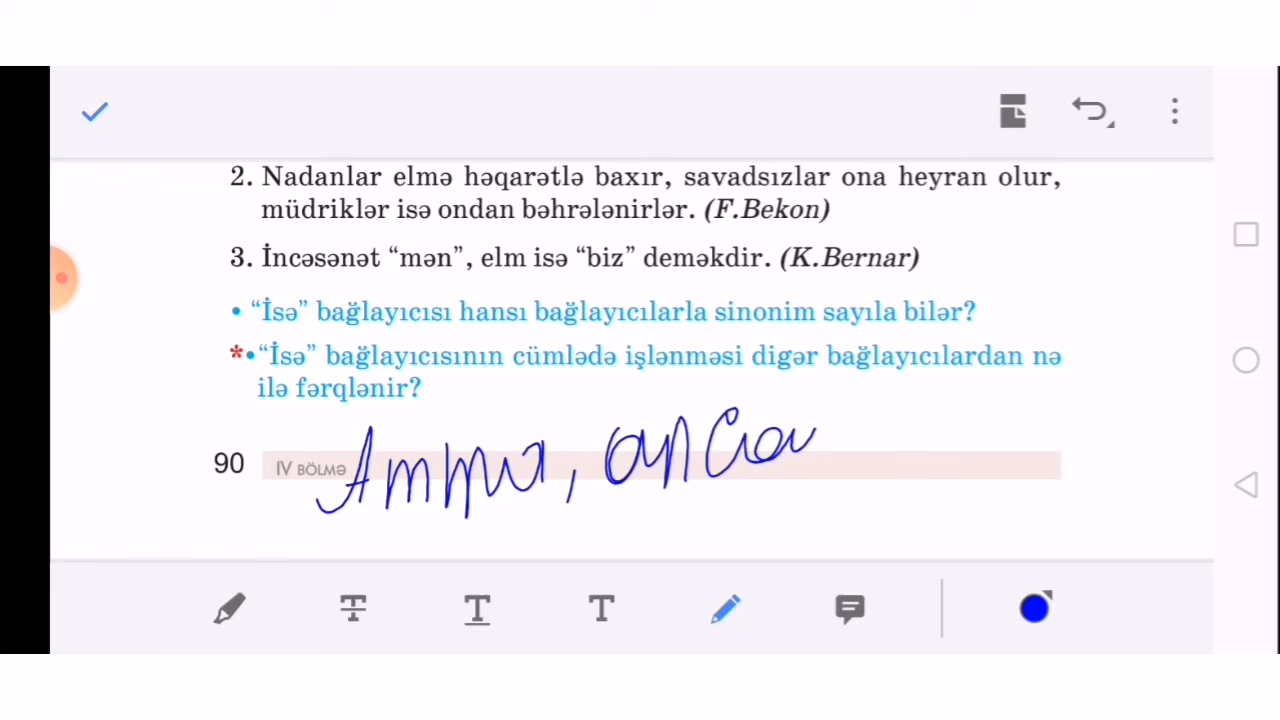 2. Nadanlar elmə həqarətlə baxır, savadsızlar ona heyran olur,
müdriklər isə ondan bəhrələnirlər. (F.Bekon)
3. İncəsənət “mən”, elm isə “biz” deməkdir. (K.Bernar)
• “İsə” bağlayıcısı hansı bağlayıcılarla sinonim sayıla bilər?
*• “İsə” bağlayıcısının cümlədə işlənməsi digər bağlayıcılardan nə
ilə fərqlənir?
Amma, anca
90 IV BÖLMƏ